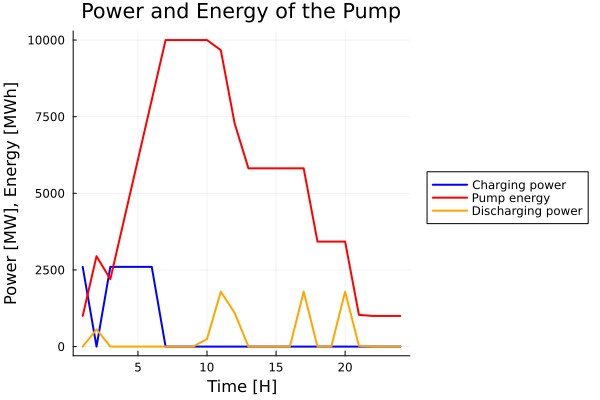 Power and Energy of the Pump
Power [MW], Energy [MWh]
10000
7500
5000
2500
0
5
10
15
20
Time [H]
Charging power
Pump energy
Discharging power